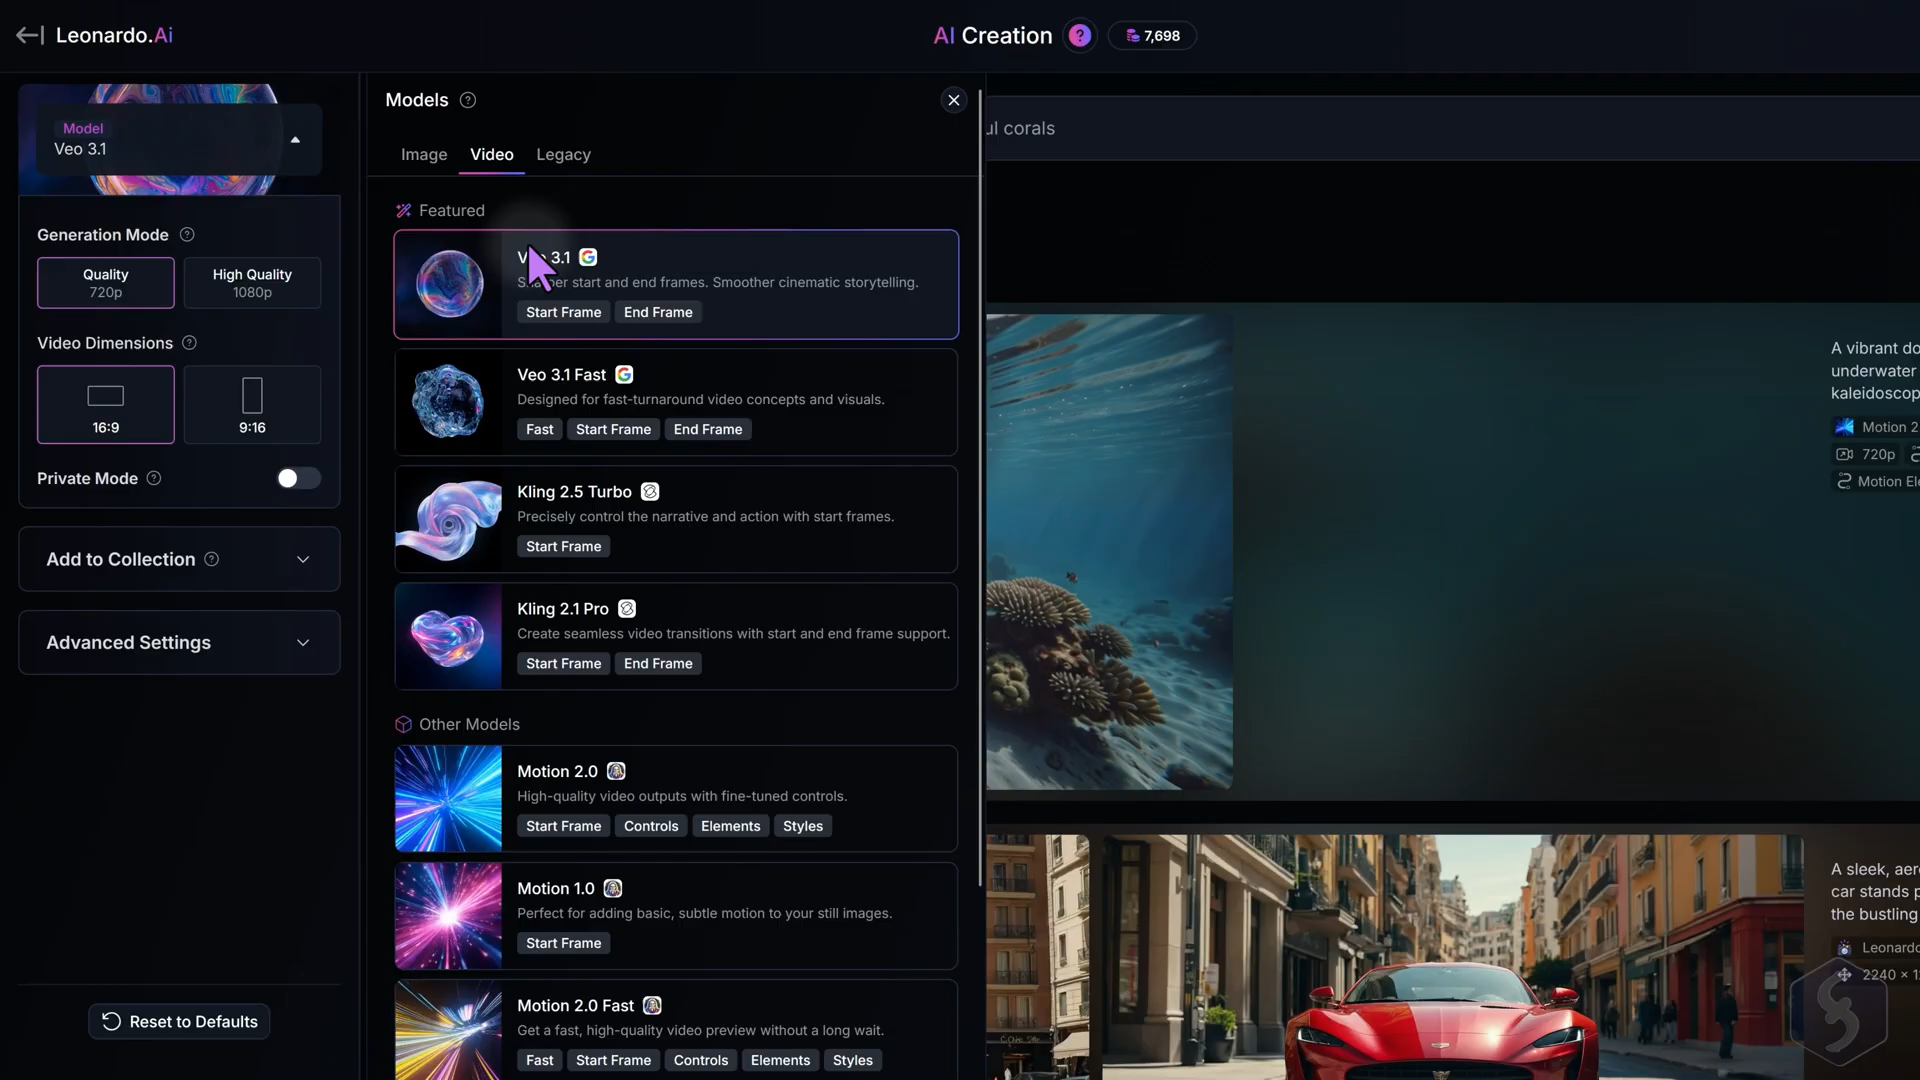 Leonardo.Ai
AI Creation
?
7,698
Model
Veo 3.1
Generation Mode
Quality
720p
High Quality
1080p
Video Dimensions
16:9
9:16
Private Mode
Add to Collection
Advanced Settings
Reset to Defaults
Models
Image Video Legacy
Featured
3.1
start and end frames. Smoother cinematic storytelling.
Start Frame End Frame
Veo 3.1 Fast
Designed for fast-turnaround video concepts and visuals.
Fast Start Frame End Frame
Kling 2.5 Turbo
Precisely control the narrative and action with start frames.
Start Frame
Kling 2.1 Pro
Create seamless video transitions with start and end frame support.
Start Frame End Frame
Other Models
Motion 2.0
High-quality video outputs with fine-tuned controls.
Start Frame Controls Elements Styles
Motion 1.0
Perfect for adding basic, subtle motion to your still images.
Start Frame
Motion 2.0 Fast
Get a fast, high-quality video preview without a long wait.
Fast Start Frame Controls Elements Styles
ul corals
A vibrant do
underwater
kaleidoscop
Motion 2.
720p
Motion Ele
A sleek, aer
car stands p
the bustling
Leonardo
2240 × 1